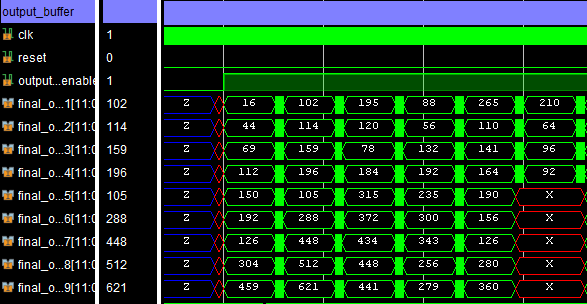 output_buffer
clk 1
reset 0
output...enable 1
final_o...1[11:0 102 Z 16 102 195 88 265 210
final_o...2[11:0 114 Z 44 114 120 56 110 64
final_o...3[11:0 159 Z 69 159 78 132 141 96
final_o...4[11:0 196 Z 112 196 184 192 164 92
final_o...5[11:0 105 Z 150 105 315 235 190 X
final_o...6[11:0 288 Z 192 288 372 300 156 X
final_o...7[11:0 448 Z 126 448 434 343 126 X
final_o...8[11:0 512 Z 304 512 448 256 280 X
final_o...9[11:0 621 Z 459 621 441 279 360 X